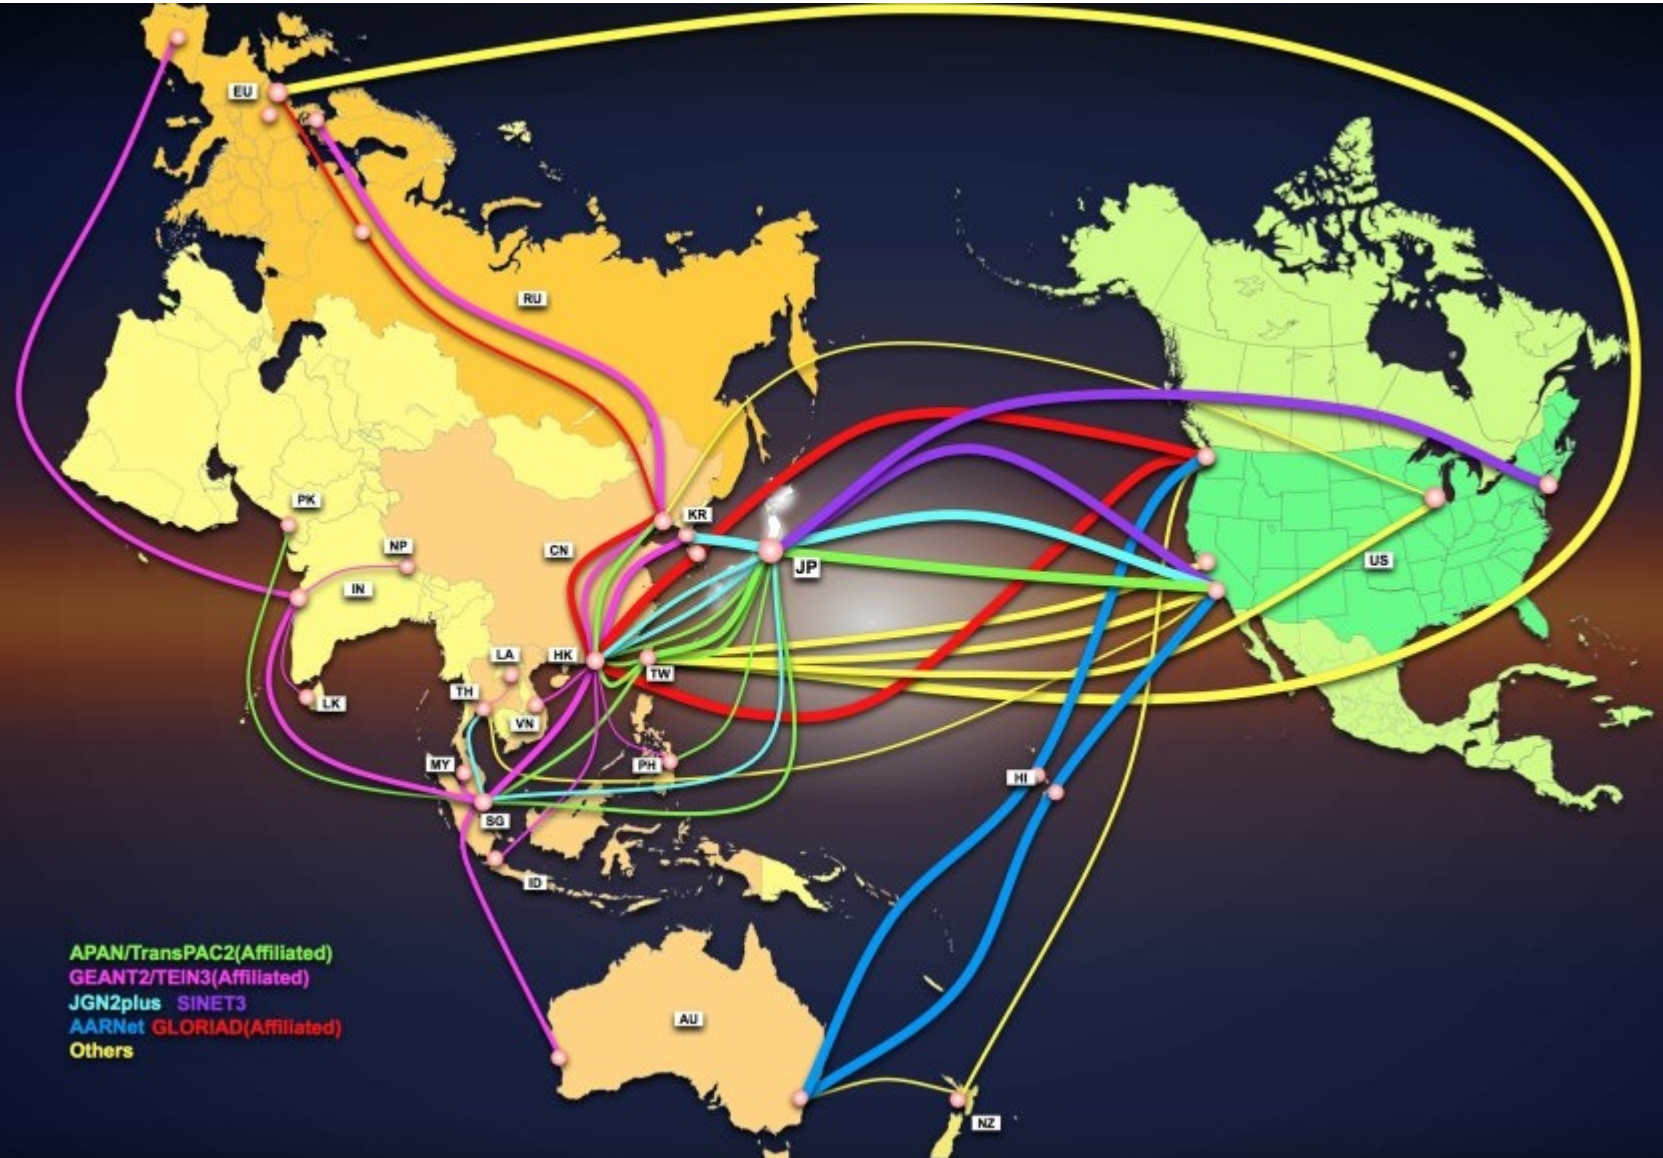 EU
RU
PK
KR
NP
CN
JP
IN
US
LA
HK
TW
TH
LK
VN
MY
PH
HI
SG
ID
APAN/TransPAC2(Affiliated)
GEANT2/TEIN3(Affiliated)
JGN2plus SINET3
AARNet GLORIAD(Affiliated)
Others
AU
NZ